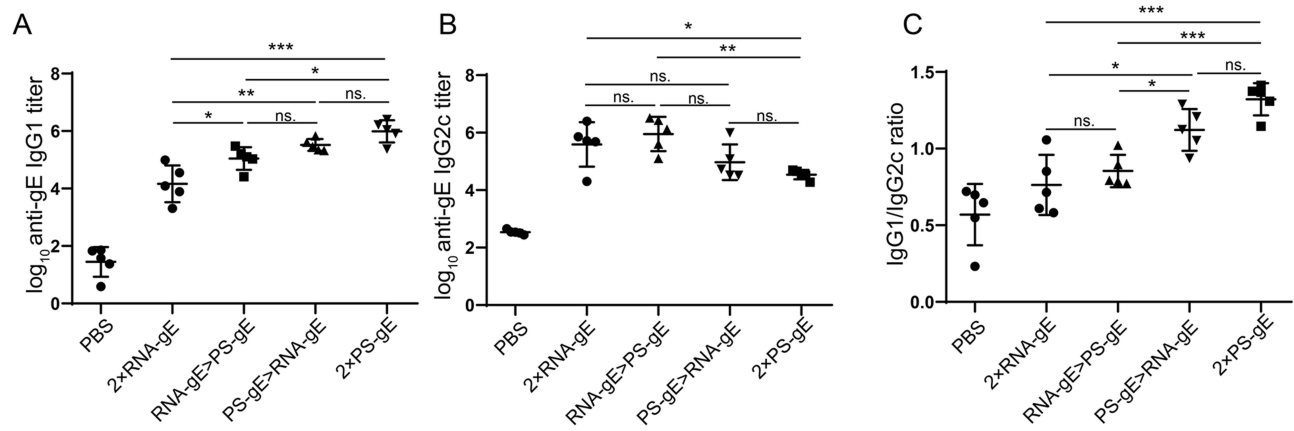 A
log10 anti-gE IgG1 titer
8
6
4
2
0
***
*
**
ns.
*
ns.
PBS
2×RNA-gE
RNA-gE>PS-gE
PS-gE>RNA-gE
2×PS-gE
B
log10 anti-gE IgG2c titer
8
6
4
2
0
*
**
ns.
ns.
ns.
ns.
PBS
2×RNA-gE
RNA-gE>PS-gE
PS-gE>RNA-gE
2×PS-gE
C
IgG1/IgG2c ratio
1.5
1.0
0.5
0.0
***
***
*
ns.
*
ns.
PBS
2×RNA-gE
RNA-gE>PS-gE
PS-gE>RNA-gE
2×PS-gE